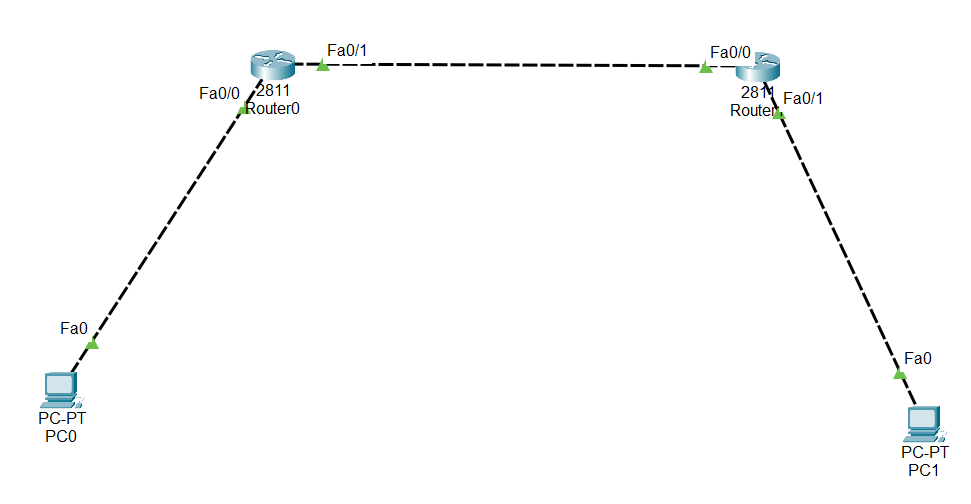 Fa0/1
Fa0/0
Fa0/0
2811
Router0
2811
Router
Fa0/1
Fa0
PC-PT
PC0
Fa0
PC-PT
PC1